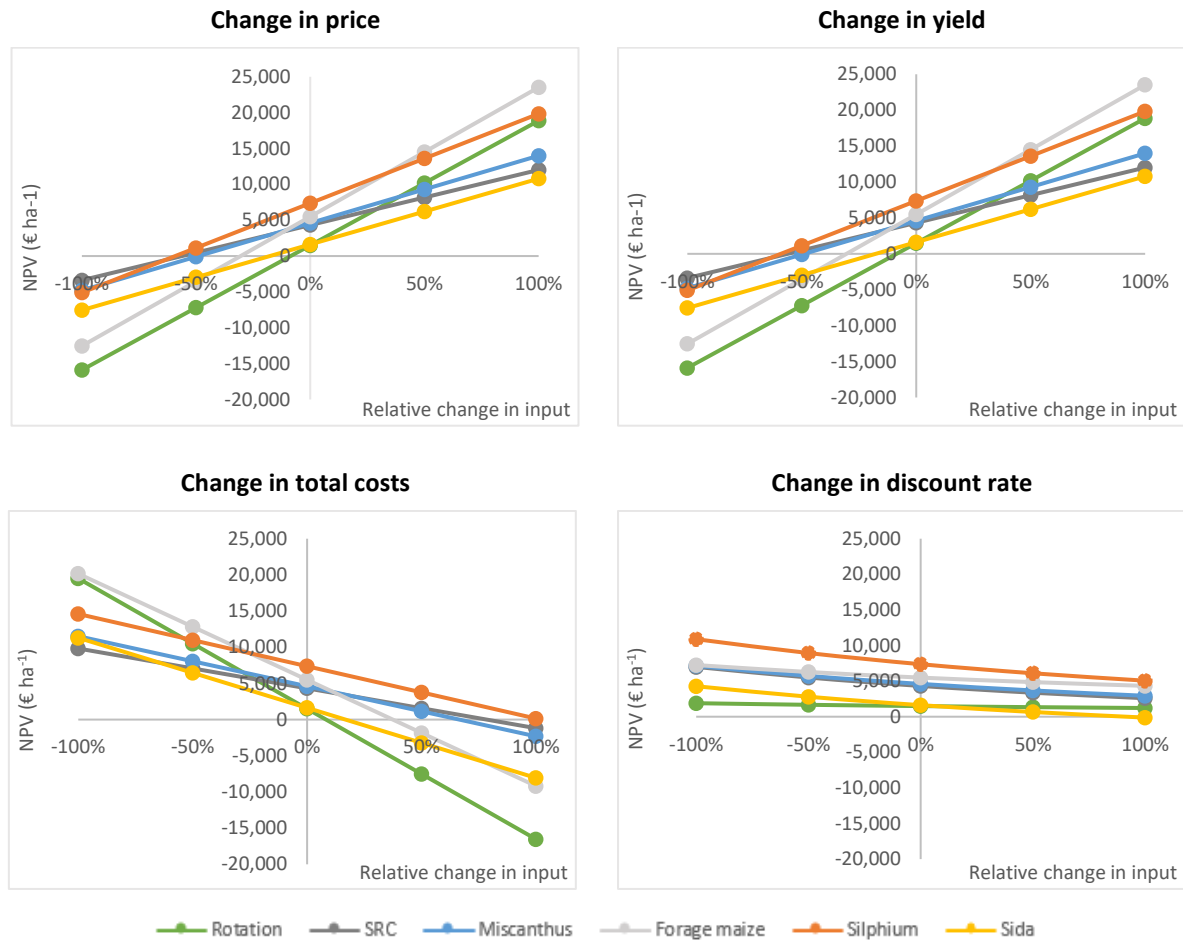 Change in price
25,000
20,000
15,000
10,000
5,000
0
-5,000
-10,000
-15,000
-20,000
-100% -50% 0% 50% 100%
NPV (€ ha-1)
Relative change in input
Change in yield
25,000
20,000
15,000
10,000
5,000
0
-5,000
-10,000
-15,000
-20,000
-100% -50% 0% 50% 100%
NPV (€ ha-1)
Relative change in input
Change in total costs
25,000
20,000
15,000
10,000
5,000
0
-5,000
-10,000
-15,000
-20,000
-100% -50% 0% 50% 100%
NPV (€ ha⁻¹)
Relative change in input
Change in discount rate
25,000
20,000
15,000
10,000
5,000
0
-5,000
-10,000
-15,000
-20,000
-100% -50% 0% 50% 100%
NPV (€ ha⁻¹)
Relative change in input
Rotation SRC Miscanthus Forage maize Silphium Sida